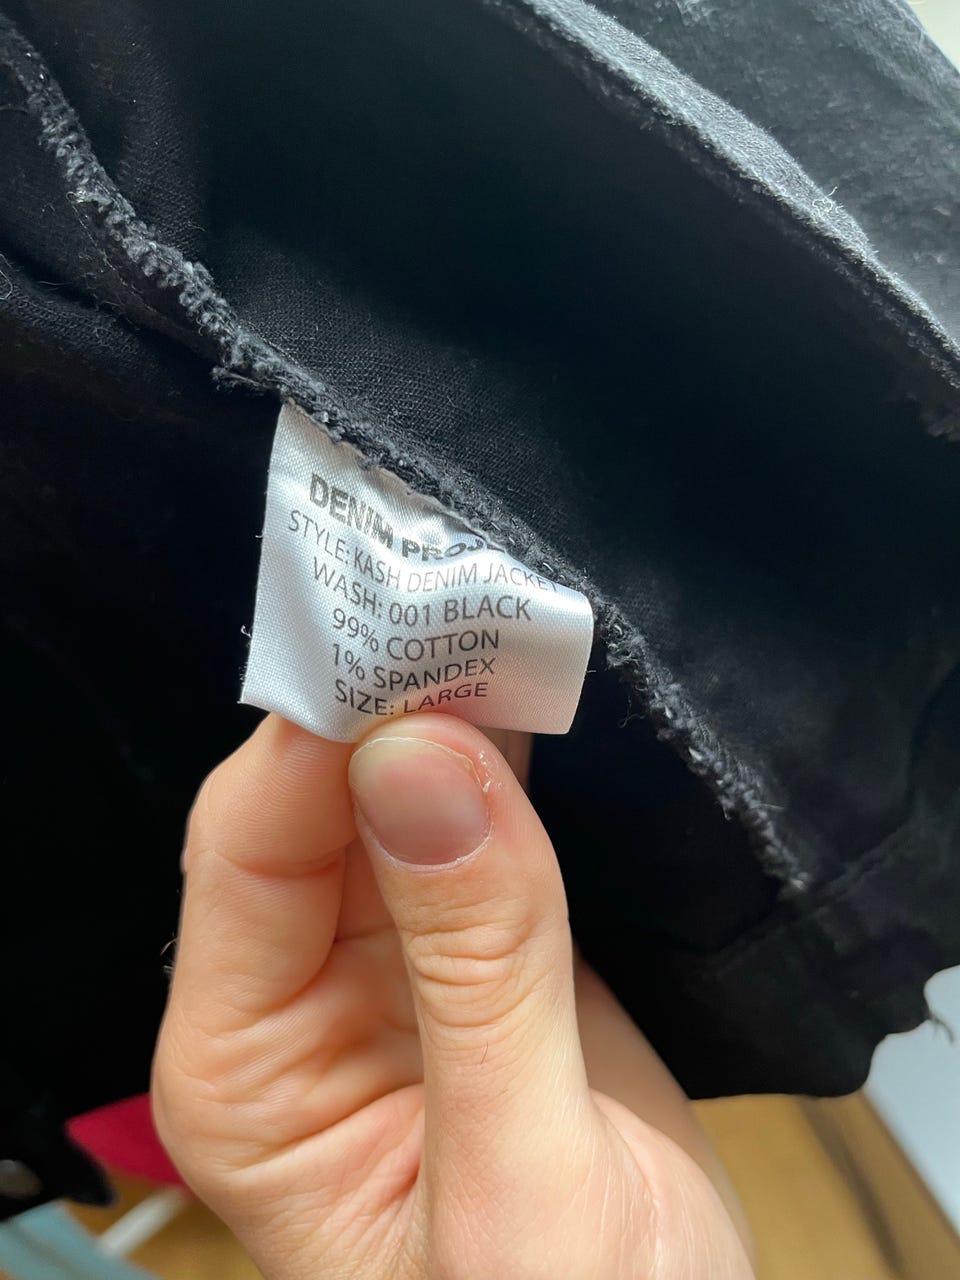 DENIM
STYLE: KASH DENIM JACKET
WASH: 001 BLACK
99% COTTON
1% SPANDEX
SIZE: LARGE